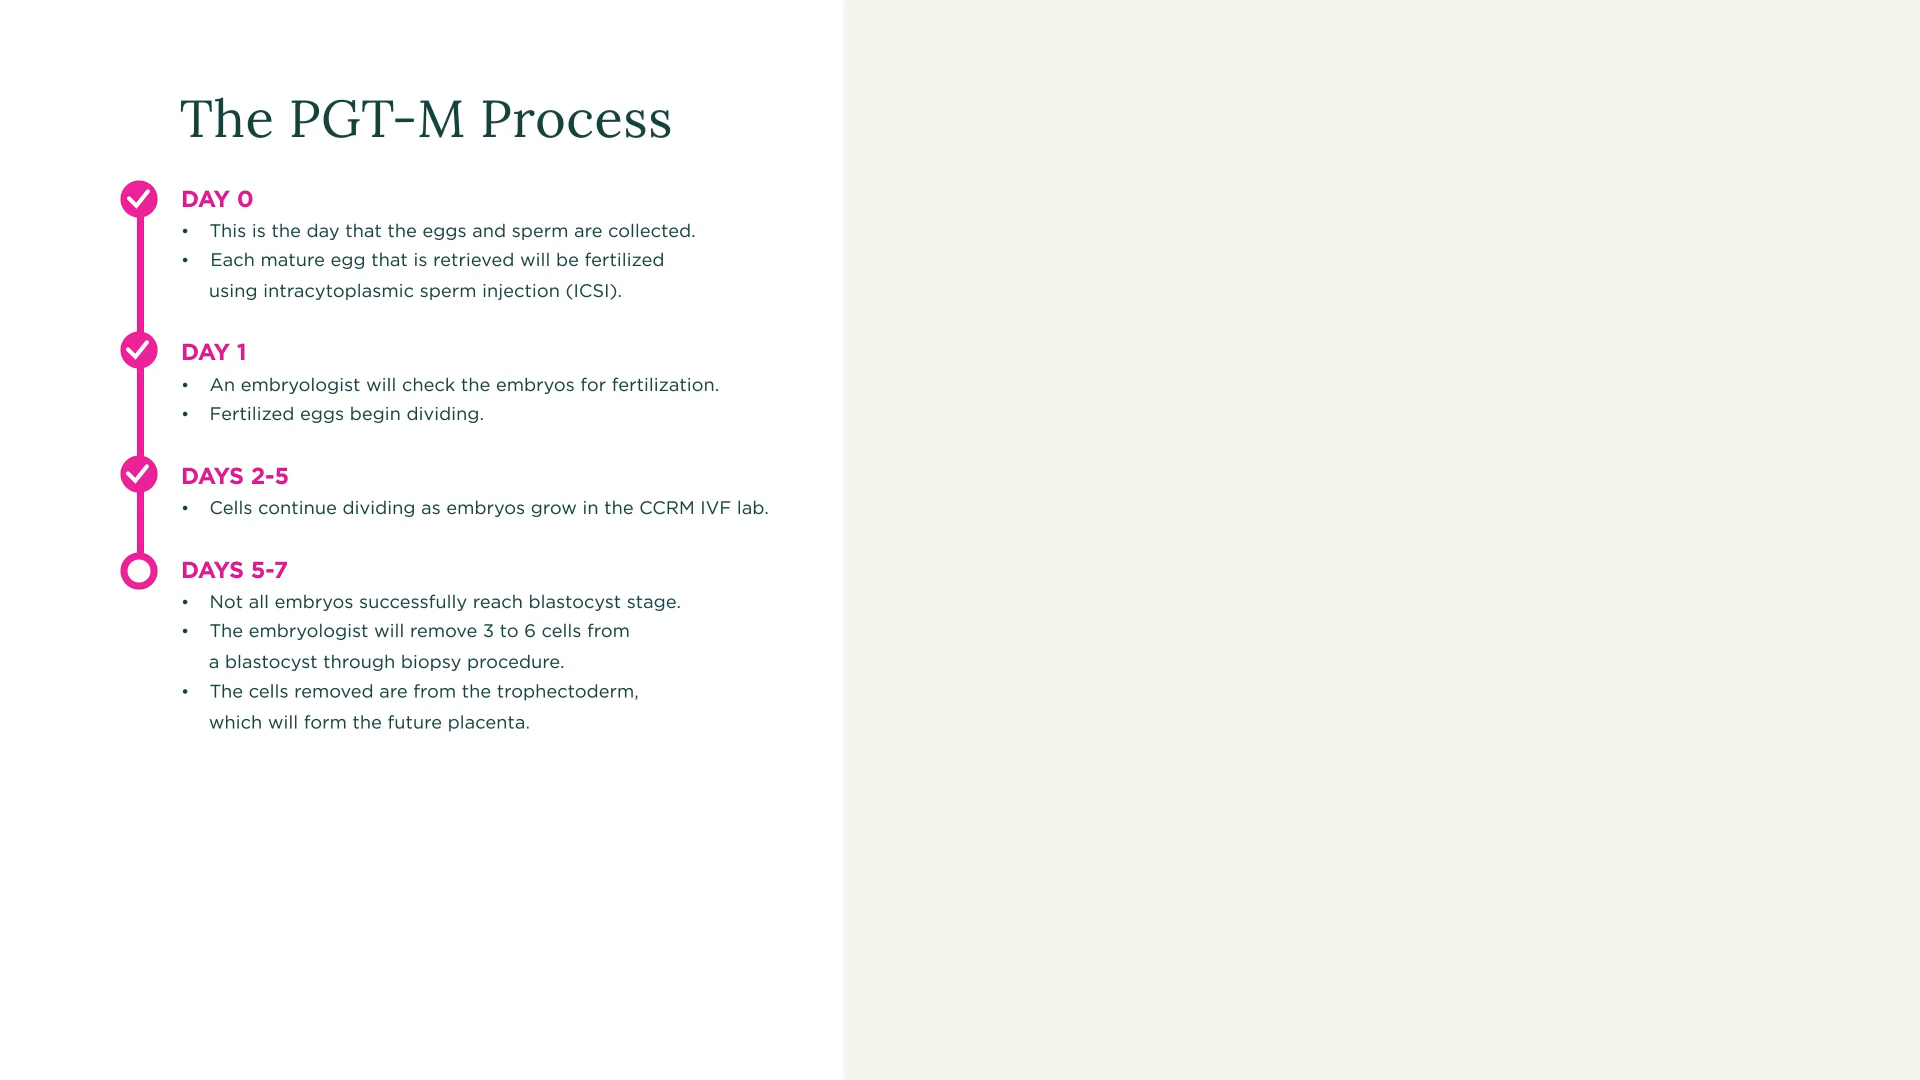 The PGT-M Process
DAY 0
• This is the day that the eggs and sperm are collected.
• Each mature egg that is retrieved will be fertilized
using intracytoplasmic sperm injection (ICSI).
DAY 1
• An embryologist will check the embryos for fertilization.
• Fertilized eggs begin dividing.
DAYS 2-5
• Cells continue dividing as embryos grow in the CCRM IVF lab.
DAYS 5-7
• Not all embryos successfully reach blastocyst stage.
• The embryologist will remove 3 to 6 cells from
a blastocyst through biopsy procedure.
• The cells removed are from the trophectoderm,
which will form the future placenta.